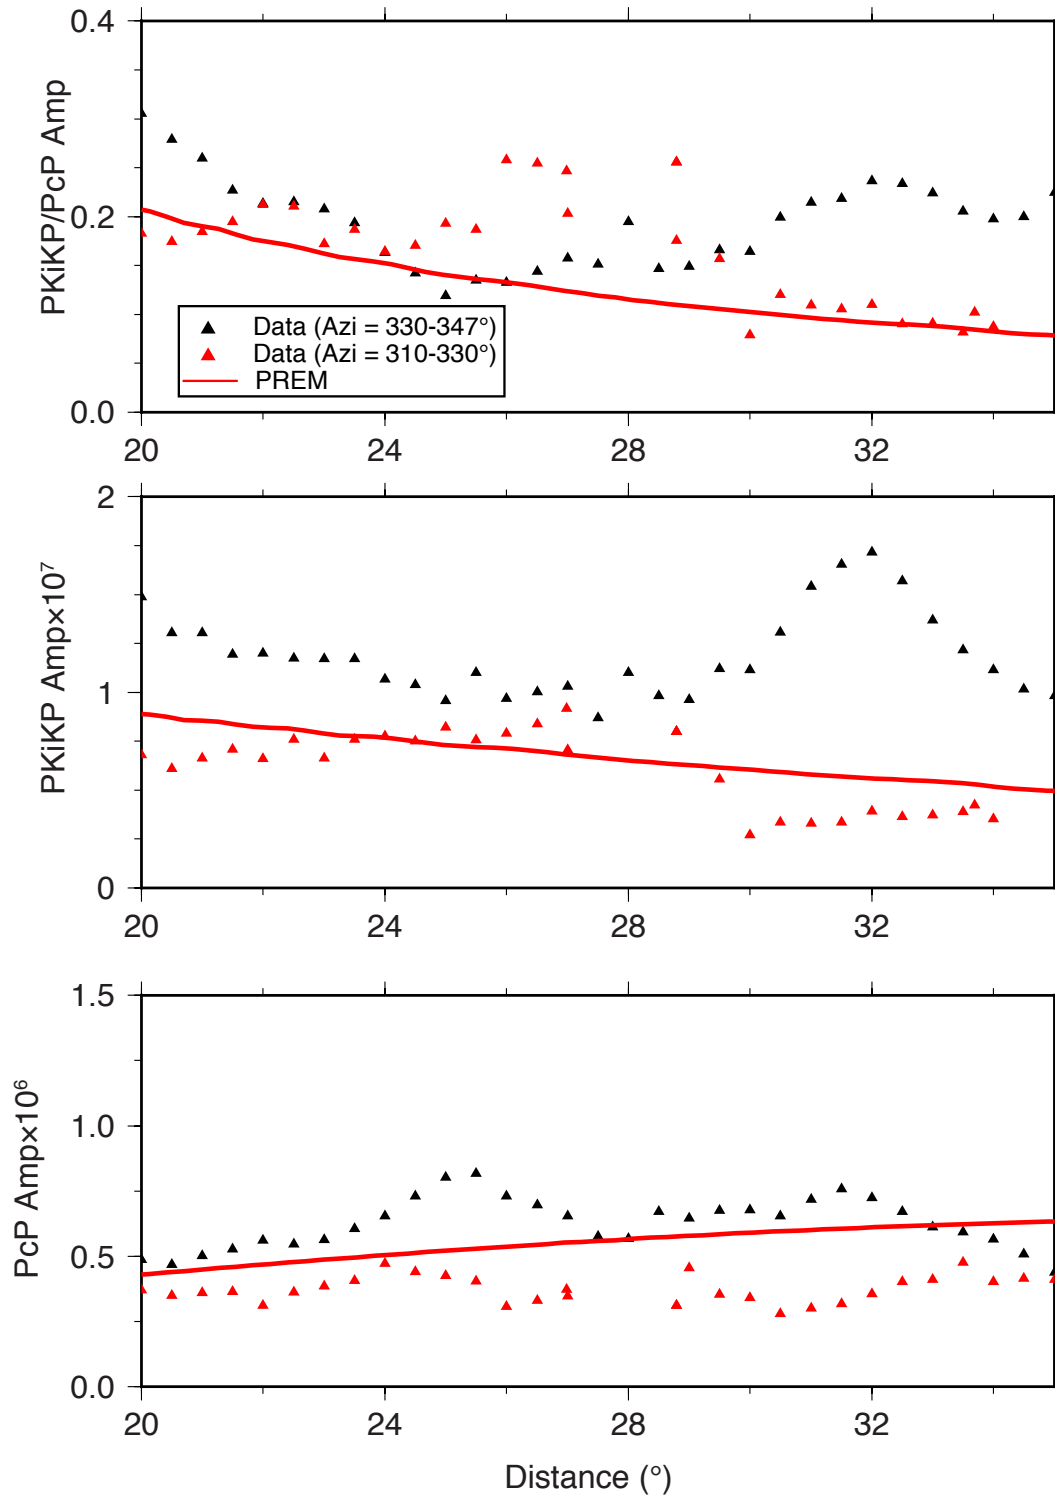 0.4
0.2
0.0
PKiKP/PcP Amp
Data (Azi = 330-347°)
Data (Azi = 310-330°)
PREM
20 24 28 32
2
1
0
PKiKP Amp×10⁷
20 24 28 32
1.5
1.0
0.5
0.0
PcP Amp×10⁶
20 24 28 32
Distance (°)